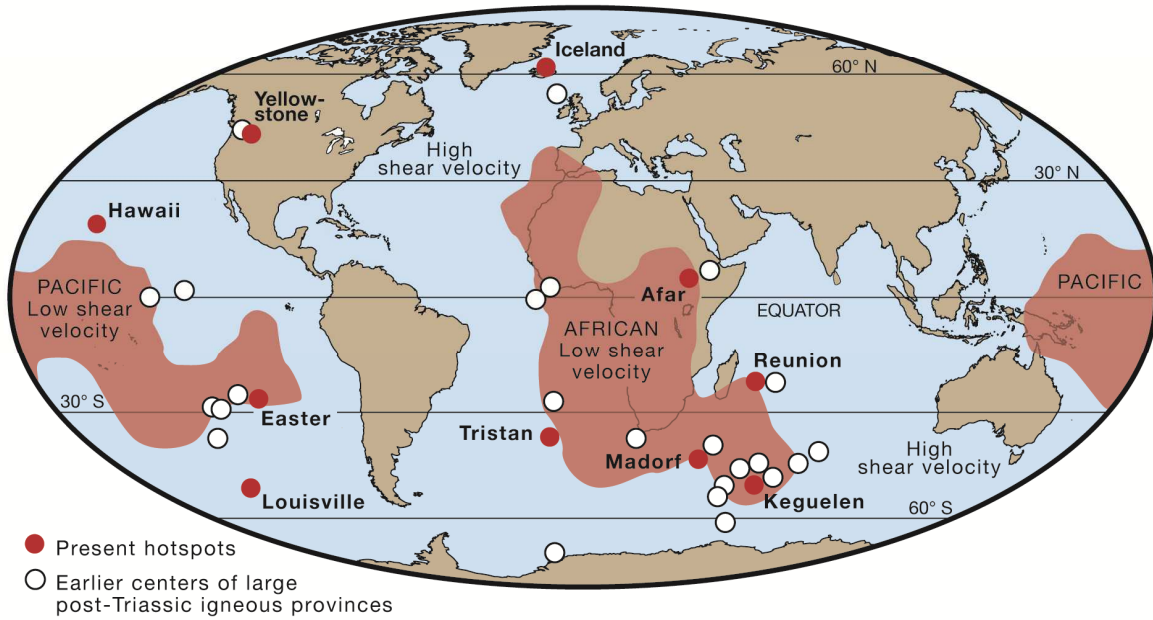 Iceland
60° N
Yellow-
stone
High
shear velocity
30° N
Hawaii
PACIFIC
Low shear
velocity
PACIFIC
Afar
EQUATOR
AFRICAN
Low shear
velocity
Reunion
30° S
Easter
Tristan
Madorf
High
shear velocity
Keguelen
Louisville
60° S
Present hotspots
Earlier centers of large
post-Triassic igneous provinces